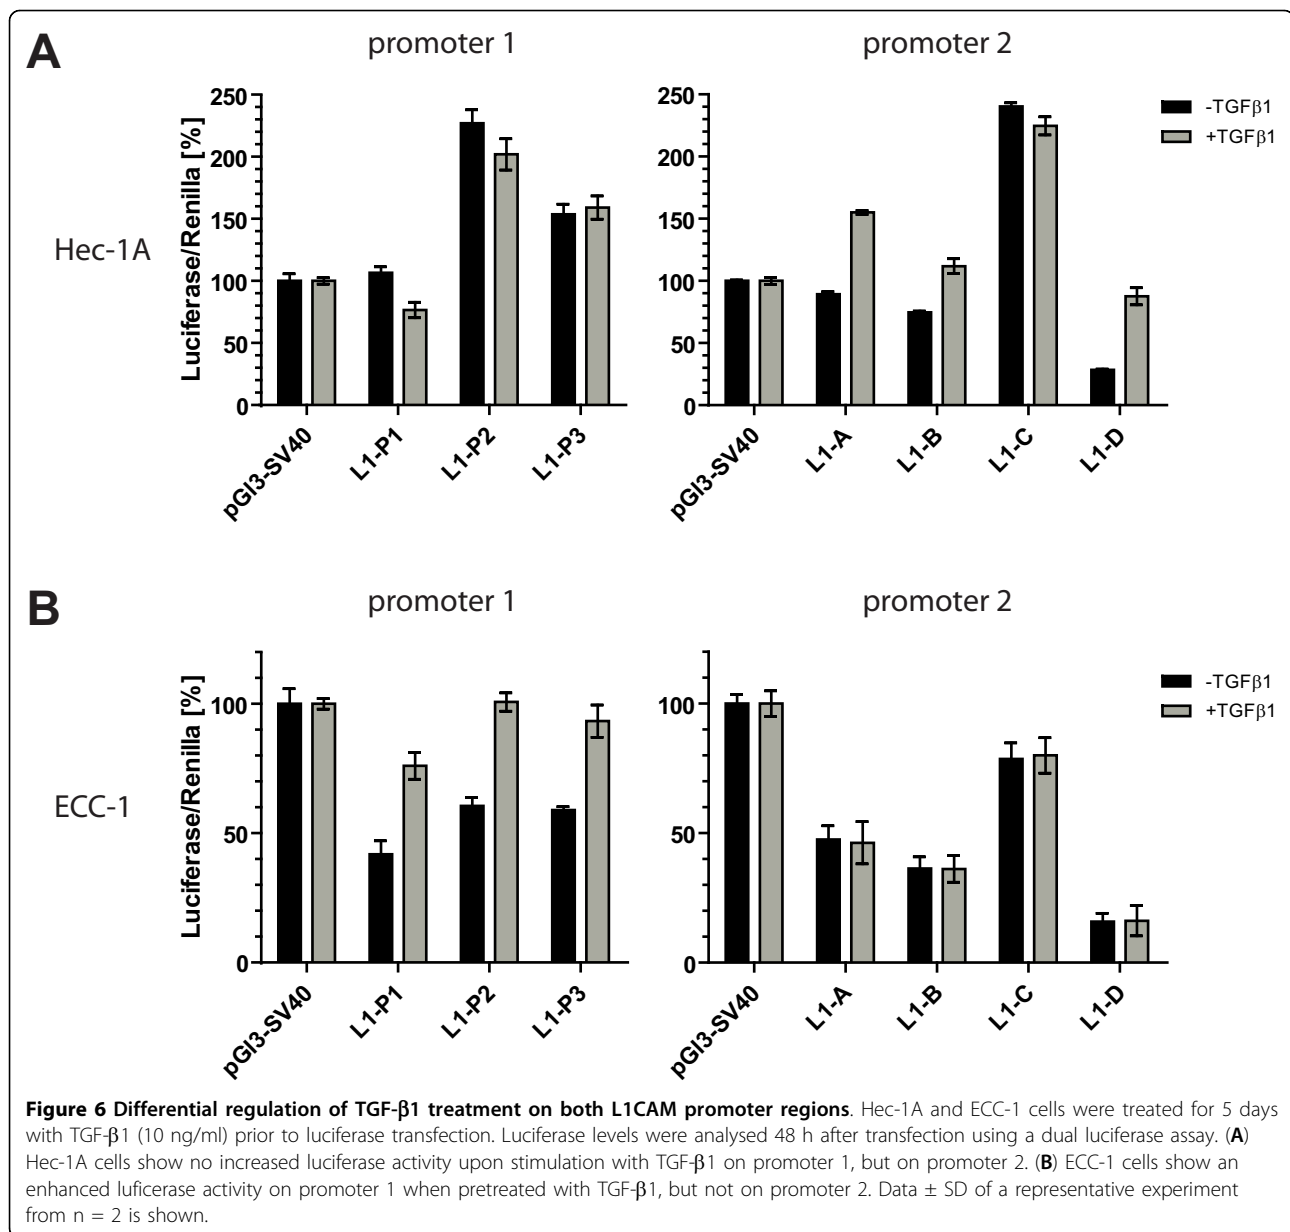 A
promoter 1
promoter 2
Hec-1A
Luciferase/Renilla [%]
250
200
150
100
50
0
pGl3-SV40
L1-P1
L1-P2
L1-P3
250
200
150
100
50
0
pGl3-SV40
L1-A
L1-B
L1-C
L1-D
-TGFβ1
+TGFβ1
B
promoter 1
promoter 2
ECC-1
Luciferase/Renilla [%]
100
50
0
pGl3-SV40
L1-P1
L1-P2
L1-P3
100
50
0
pGl3-SV40
L1-A
L1-B
L1-C
L1-D
-TGFβ1
+TGFβ1
Figure 6 Differential regulation of TGF-β1 treatment on both L1CAM promoter regions. Hec-1A and ECC-1 cells were treated for 5 days
with TGF-β1 (10 ng/ml) prior to luciferase transfection. Luciferase levels were analysed 48 h after transfection using a dual luciferase assay. (A)
Hec-1A cells show no increased luciferase activity upon stimulation with TGF-β1 on promoter 1, but on promoter 2. (B) ECC-1 cells show an
enhanced luficerase activity on promoter 1 when pretreated with TGF-β1, but not on promoter 2. Data ± SD of a representative experiment
from n = 2 is shown.